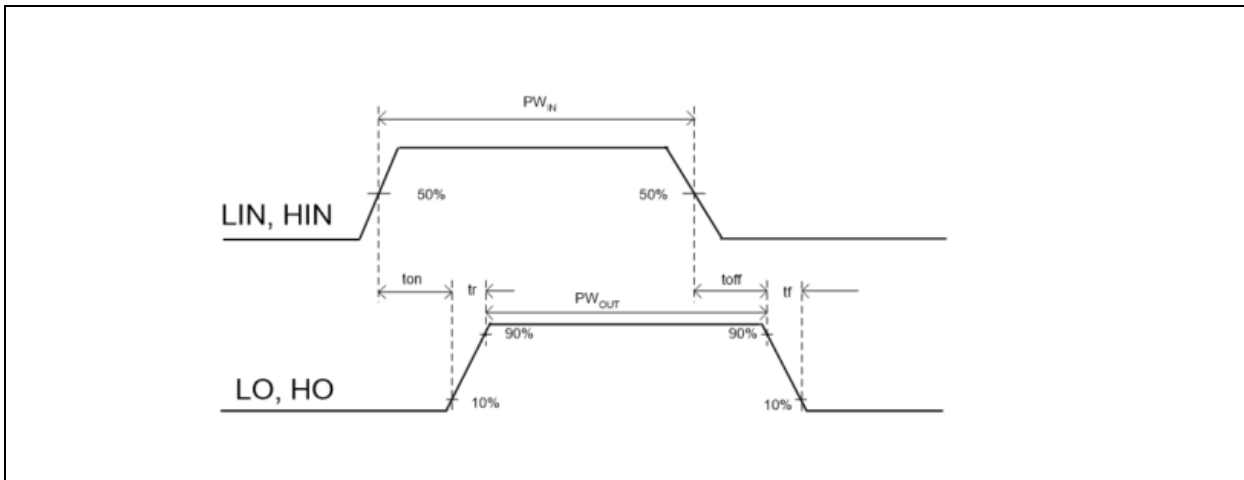 PW_IN
50% 50%
LIN, HIN
ton tr toff tf
PW_OUT
90% 90%
LO, HO
10% 10%